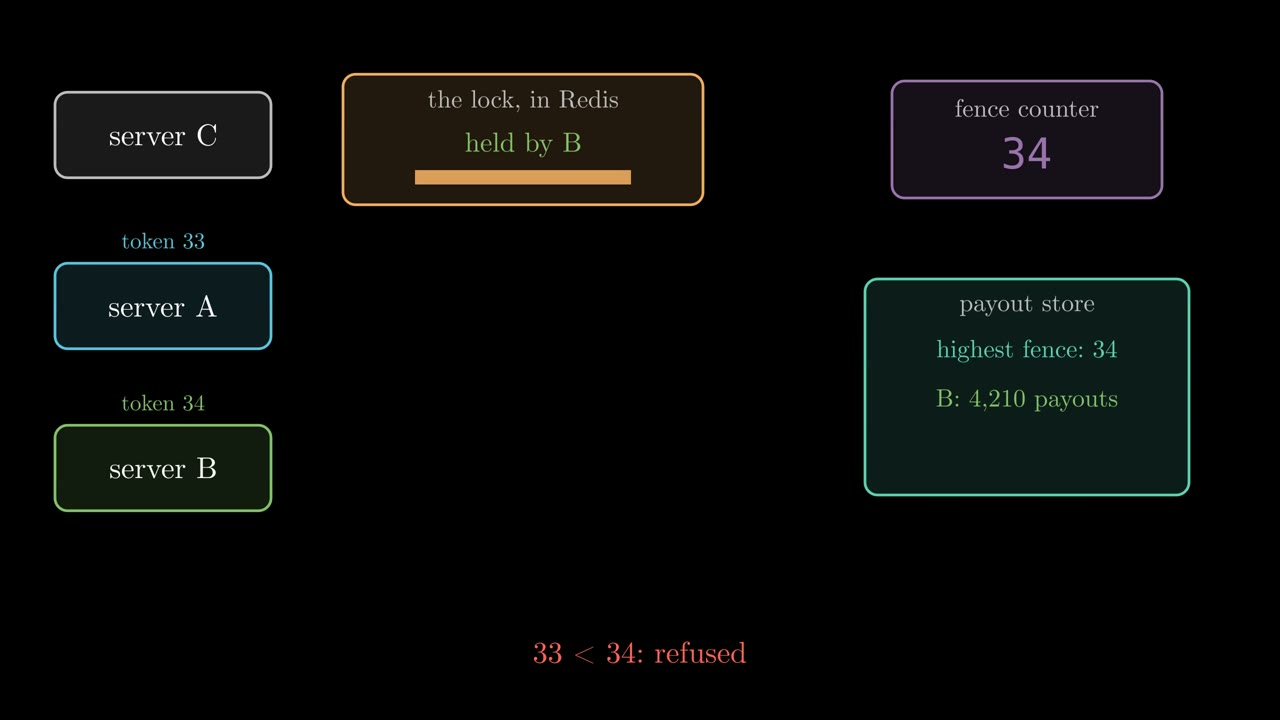 server C
the lock, in Redis
held by B
fence counter
34
token 33
server A
token 34
server B
payout store
highest fence: 34
B: 4,210 payouts
33 < 34: refused